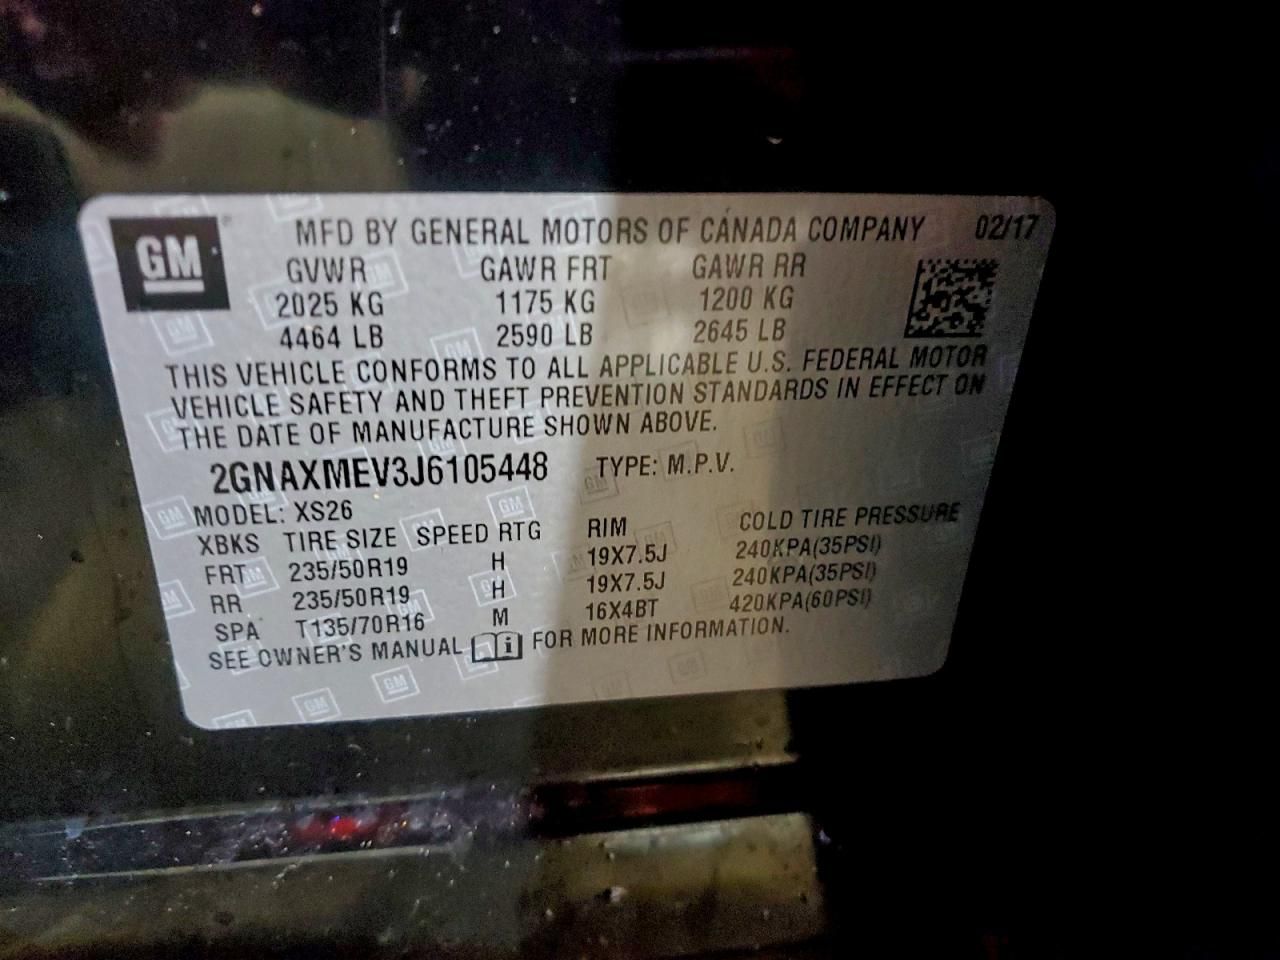 GM MFD BY GENERAL MOTORS OF CANADA COMPANY 02/17
GVWR GAWR FRT GAWR RR
2025 KG 1175 KG 1200 KG
4464 LB 2590 LB 2645 LB
THIS VEHICLE CONFORMS TO ALL APPLICABLE U.S. FEDERAL MOTOR
VEHICLE SAFETY AND THEFT PREVENTION STANDARDS IN EFFECT ON
THE DATE OF MANUFACTURE SHOWN ABOVE.
2GNAXMEV3J6105448 TYPE: M.P.V.
MODEL: XS26
XBKS TIRE SIZE SPEED RTG RIM COLD TIRE PRESSURE
FRT 235/50R19 H 19X7.5J 240KPA(35PSI)
RR 235/50R19 H 19X7.5J 240KPA(35PSI)
SPA T135/70R16 M 16X4BT 420KPA(60PSI)
SEE OWNER'S MANUAL i FOR MORE INFORMATION.